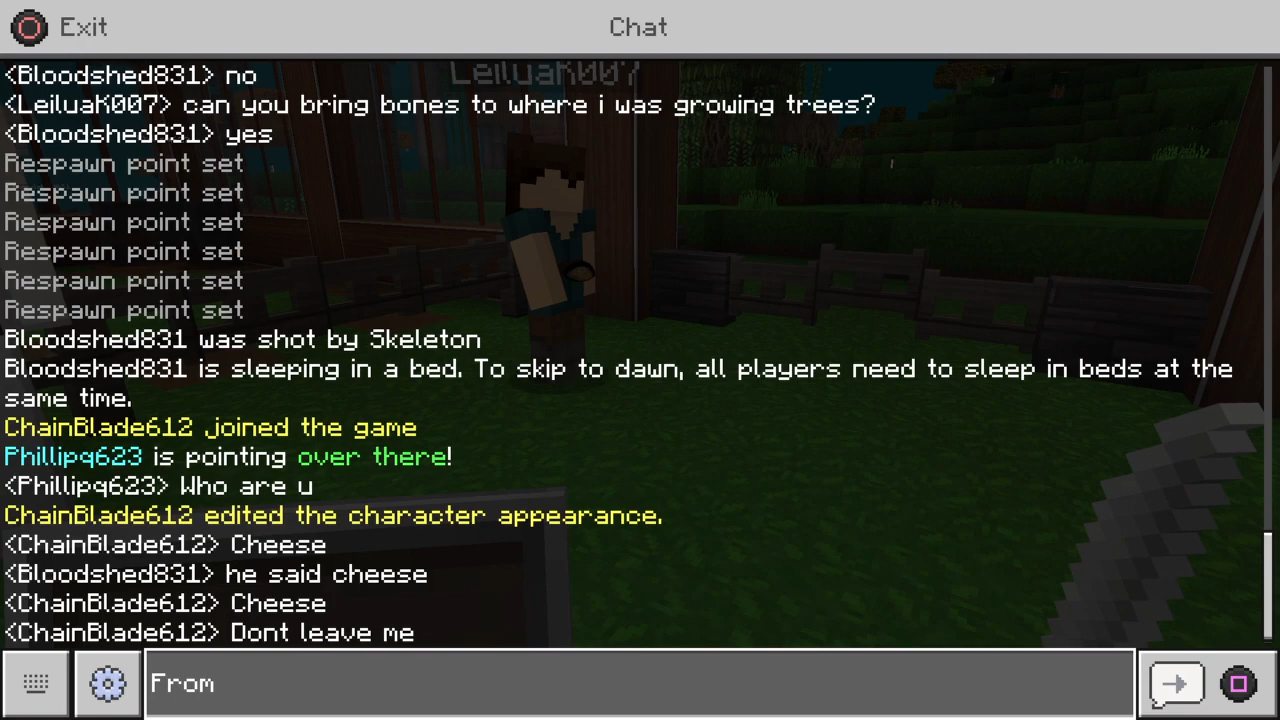 Exit
Chat
LeiluaK007
<Bloodshed831> no
<LeiluaK007> can you bring bones to where i was growing trees?
<Bloodshed831> yes
Respawn point set
Respawn point set
Respawn point set
Respawn point set
Respawn point set
Respawn point set
Bloodshed831 was shot by Skeleton
Bloodshed831 is sleeping in a bed. To skip to dawn, all players need to sleep in beds at the
same time.
ChainBlade612 joined the game
Phillipq623 is pointing over there!
<Phillipq623> Who are u
ChainBlade612 edited the character appearance.
<ChainBlade612> Cheese
<Bloodshed831> he said cheese
<ChainBlade612> Cheese
<ChainBlade612> Dont leave me
From